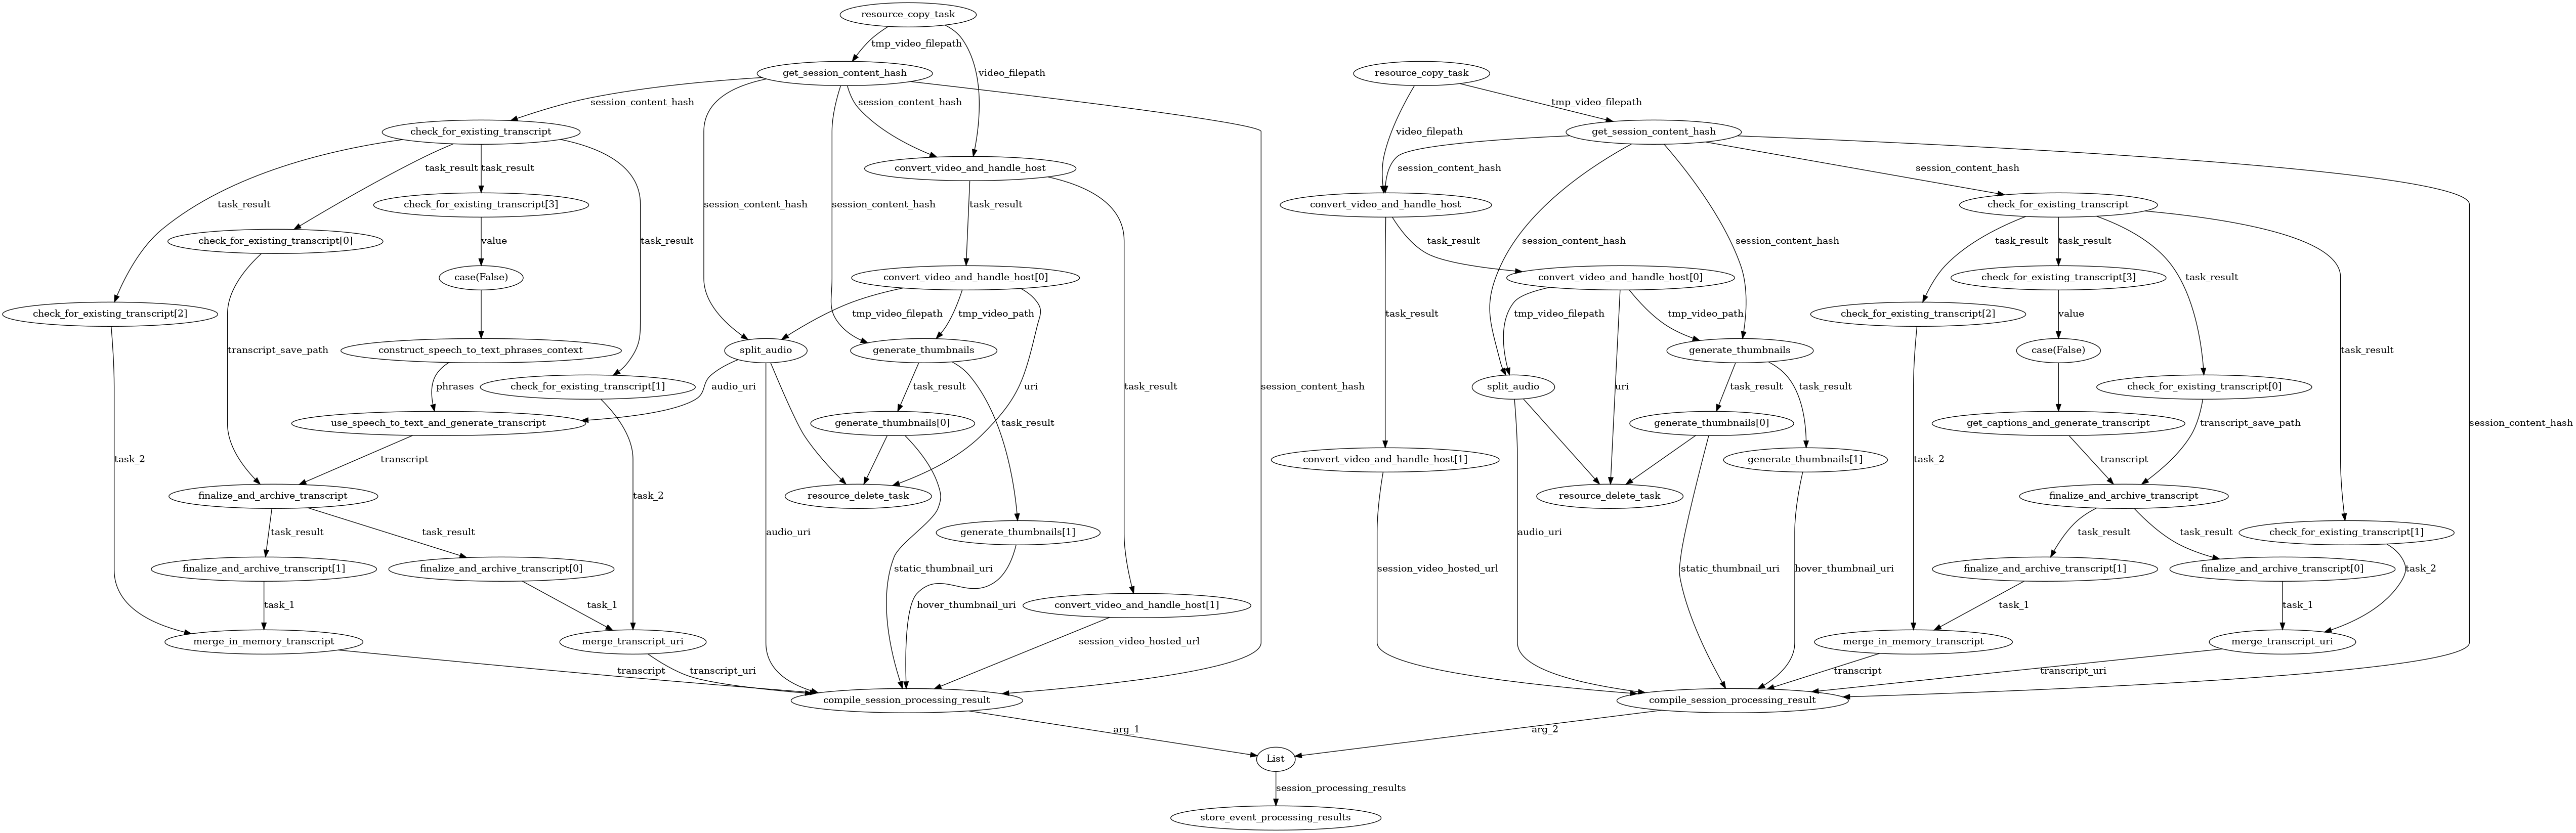 resource_copy_task
tmp_video_filepath
get_session_content_hash
video_filepath
resource_copy_task
session_content_hash
session_content_hash
tmp_video_filepath
check_for_existing_transcript
video_filepath
get_session_content_hash
task_result
task_result
convert_video_and_handle_host
session_content_hash
session_content_hash
task_result
check_for_existing_transcript[3]
session_content_hash
session_content_hash
task_result
convert_video_and_handle_host
check_for_existing_transcript
check_for_existing_transcript[0]
value
task_result
task_result
session_content_hash
session_content_hash
task_result
task_result
case(False)
convert_video_and_handle_host[0]
convert_video_and_handle_host[0]
check_for_existing_transcript[3]
task_result
check_for_existing_transcript[2]
tmp_video_filepath
tmp_video_path
task_result
tmp_video_filepath
tmp_video_path
check_for_existing_transcript[2]
value
transcript_save_path
construct_speech_to_text_phrases_context
split_audio
generate_thumbnails
generate_thumbnails
case(False)
task_result
phrases
check_for_existing_transcript[1]
audio_uri
task_result
uri
task_result
session_content_hash
split_audio
uri
task_result
task_result
check_for_existing_transcript[0]
use_speech_to_text_and_generate_transcript
generate_thumbnails[0]
task_result
generate_thumbnails[0]
get_captions_and_generate_transcript
transcript_save_path
session_content_hash
task_2
transcript
convert_video_and_handle_host[1]
generate_thumbnails[1]
task_2
transcript
finalize_and_archive_transcript
task_2
resource_delete_task
resource_delete_task
finalize_and_archive_transcript
task_result
task_result
audio_uri
generate_thumbnails[1]
audio_uri
task_result
task_result
check_for_existing_transcript[1]
finalize_and_archive_transcript[1]
finalize_and_archive_transcript[0]
static_thumbnail_uri
session_video_hosted_url
static_thumbnail_uri
hover_thumbnail_uri
finalize_and_archive_transcript[1]
finalize_and_archive_transcript[0]
task_2
task_1
task_1
hover_thumbnail_uri
convert_video_and_handle_host[1]
task_1
task_1
merge_in_memory_transcript
merge_transcript_uri
session_video_hosted_url
merge_in_memory_transcript
merge_transcript_uri
transcript
transcript_uri
transcript
transcript_uri
compile_session_processing_result
compile_session_processing_result
arg_1
arg_2
List
session_processing_results
store_event_processing_results